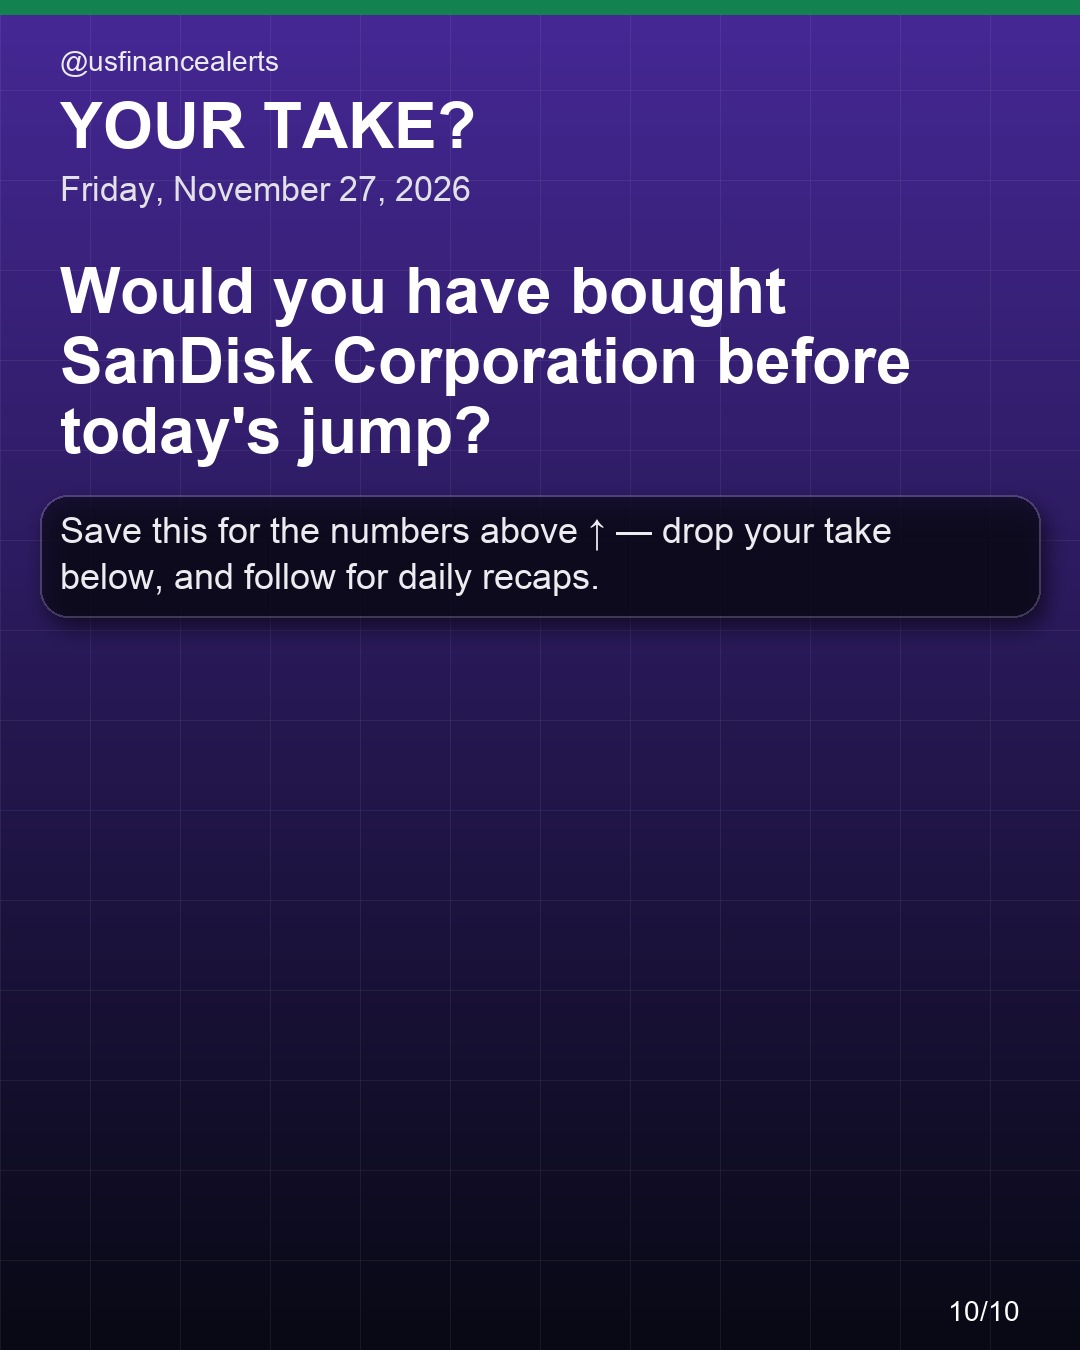 @usfinancealerts
YOUR TAKE?
Friday, November 27, 2026
Would you have bought
SanDisk Corporation before
today's jump?
Save this for the numbers above ↑ — drop your take
below, and follow for daily recaps.
10/10